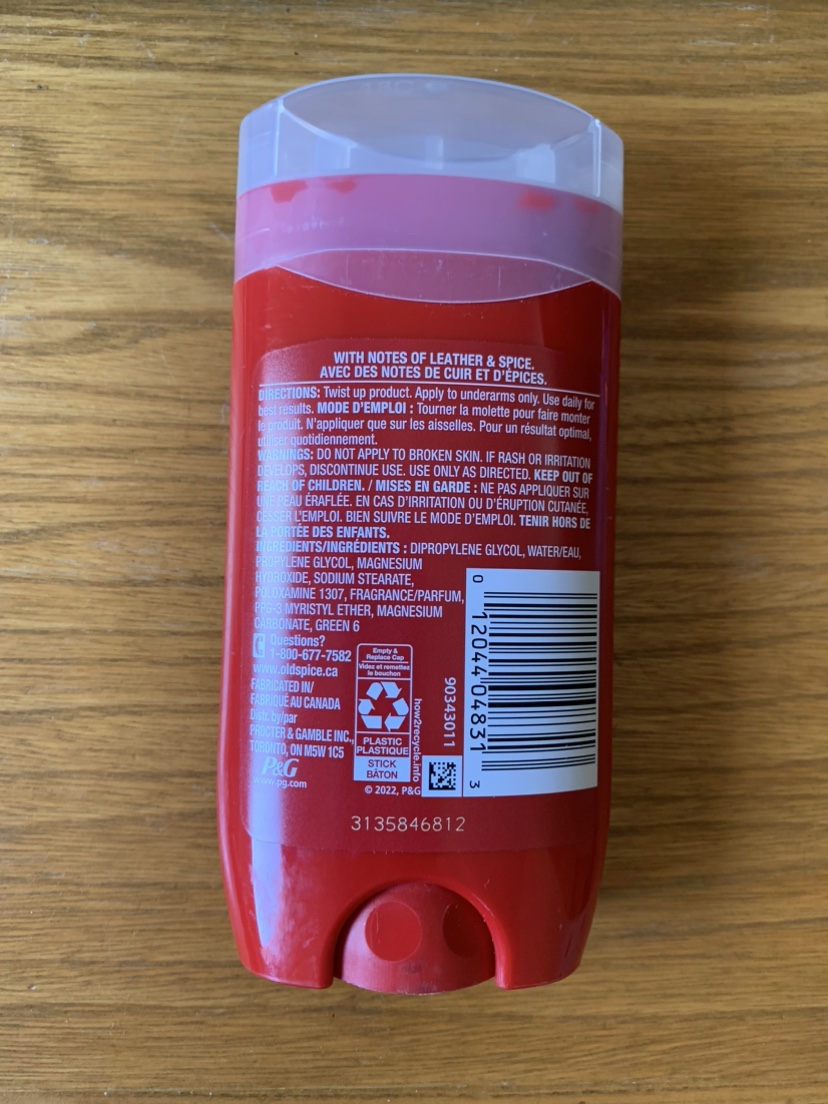 WITH NOTES OF LEATHER & SPICE.
AVEC DES NOTES DE CUIR ET D'ÉPICES.
DIRECTIONS: Twist up product. Apply to underarms only. Use daily for
best results. MODE D'EMPLOI : Tourner la molette pour faire monter
le produit. N'appliquer que sur les aisselles. Pour un résultat optimal,
utiliser quotidiennement.
WARNINGS: DO NOT APPLY TO BROKEN SKIN. IF RASH OR IRRITATION
DEVELOPS, DISCONTINUE USE. USE ONLY AS DIRECTED. KEEP OUT OF
REACH OF CHILDREN. / MISES EN GARDE : NE PAS APPLIQUER SUR
UNE PEAU ÉRAFLÉE. EN CAS D'IRRITATION OU D'ÉRUPTION CUTANÉE,
CESSER L'EMPLOI. BIEN SUIVRE LE MODE D'EMPLOI. TENIR HORS DE
LA PORTÉE DES ENFANTS.
INGREDIENTS/INGRÉDIENTS : DIPROPYLENE GLYCOL, WATER/EAU,
PROPYLENE GLYCOL, MAGNESIUM
HYDROXIDE, SODIUM STEARATE,
POLOXAMINE 1307, FRAGRANCE/PARFUM,
PPG-3 MYRISTYL ETHER, MAGNESIUM
CARBONATE, GREEN 6
Questions?
1-800-677-7582
www.oldspice.ca
FABRICATED IN/
FABRIQUÉ AU CANADA
Distr. by/par
PROCTER & GAMBLE INC.,
TORONTO, ON M5W 1C5
P&G
www.pg.com
Empty &
Replace Cap
Videz et remettez
le bouchon
PLASTIC
PLASTIQUE
STICK
BÂTON
how2recycle.info
© 2022, P&G
90343011
0 12044 04831 3
3135846812